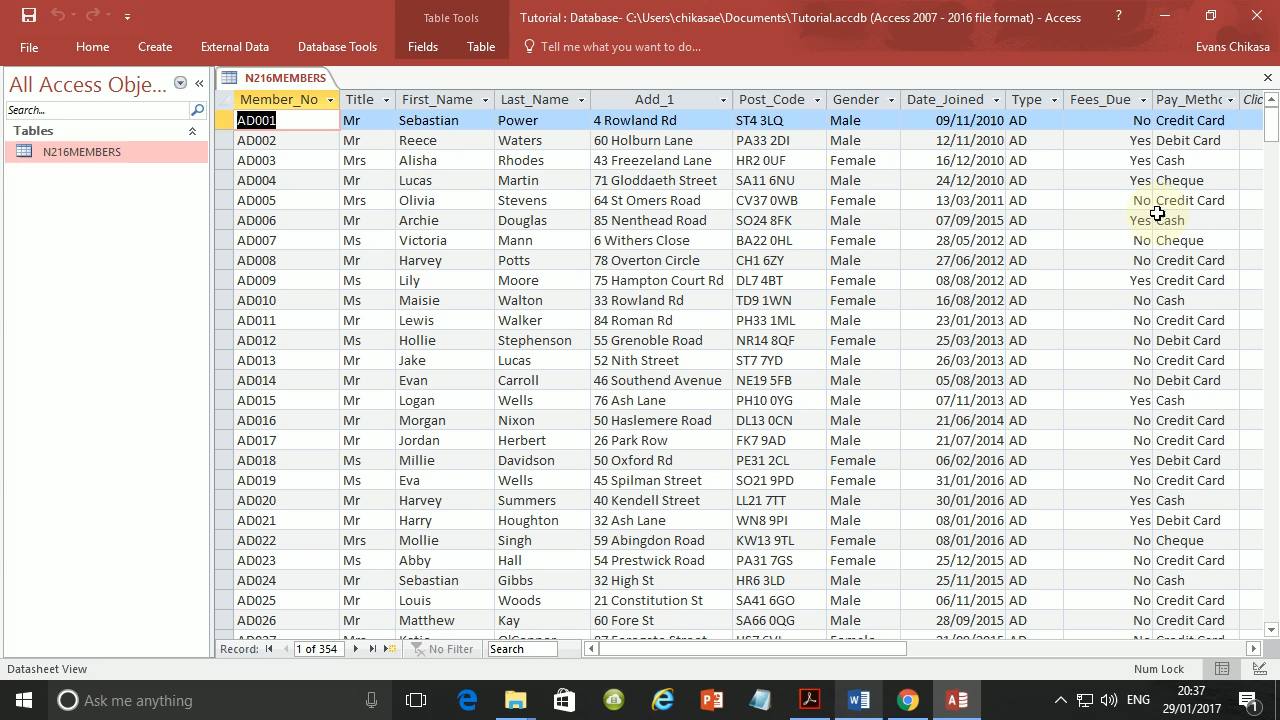 Table Tools
Tutorial : Database- C:\Users\chikasae\Documents\Tutorial.accdb (Access 2007 - 2016 file format) - Access
?
File Home Create External Data Database Tools Fields Table Tell me what you want to do... Evans Chikasa
All Access Obje...
Search...
Tables
N216MEMBERS
N216MEMBERS
Member_No Title First_Name Last_Name Add_1 Post_Code Gender Date_Joined Type Fees_Due Pay_Methc Clic
AD001 Mr Sebastian Power 4 Rowland Rd ST4 3LQ Male 09/11/2010 AD No Credit Card
AD002 Mr Reece Waters 60 Holburn Lane PA33 2DI Male 12/11/2010 AD Yes Debit Card
AD003 Mrs Alisha Rhodes 43 Freezeland Lane HR2 0UF Female 16/12/2010 AD Yes Cash
AD004 Mr Lucas Martin 71 Gloddaeth Street SA11 6NU Male 24/12/2010 AD Yes Cheque
AD005 Mrs Olivia Stevens 64 St Omers Road CV37 0WB Female 13/03/2011 AD No Credit Card
AD006 Mr Archie Douglas 85 Nenthead Road SO24 8FK Male 07/09/2015 AD Yes Cash
AD007 Ms Victoria Mann 6 Withers Close BA22 0HL Female 28/05/2012 AD No Cheque
AD008 Mr Harvey Potts 78 Overton Circle CH1 6ZY Male 27/06/2012 AD No Credit Card
AD009 Ms Lily Moore 75 Hampton Court Rd DL7 4BT Female 08/08/2012 AD Yes Credit Card
AD010 Ms Maisie Walton 33 Rowland Rd TD9 1WN Female 16/08/2012 AD No Cash
AD011 Mr Lewis Walker 84 Roman Rd PH33 1ML Male 23/01/2013 AD No Credit Card
AD012 Ms Hollie Stephenson 55 Grenoble Road NR14 8QF Female 25/03/2013 AD No Debit Card
AD013 Mr Jake Lucas 52 Nith Street ST7 7YD Male 26/03/2013 AD No Credit Card
AD014 Mr Evan Carroll 46 Southend Avenue NE19 5FB Male 05/08/2013 AD No Debit Card
AD015 Mr Logan Wells 76 Ash Lane PH10 0YG Male 07/11/2013 AD Yes Cash
AD016 Mr Morgan Nixon 50 Haslemere Road DL13 0CN Male 21/06/2014 AD No Credit Card
AD017 Mr Jordan Herbert 26 Park Row FK7 9AD Male 21/07/2014 AD No Credit Card
AD018 Ms Millie Davidson 50 Oxford Rd PE31 2CL Female 06/02/2016 AD Yes Debit Card
AD019 Ms Eva Wells 45 Spilman Street SO21 9PD Female 31/01/2016 AD No Credit Card
AD020 Mr Harvey Summers 40 Kendell Street LL21 7TT Male 30/01/2016 AD Yes Cash
AD021 Mr Harry Houghton 32 Ash Lane WN8 9PI Male 08/01/2016 AD Yes Debit Card
AD022 Mrs Mollie Singh 59 Abingdon Road KW13 9TL Female 08/01/2016 AD No Cheque
AD023 Ms Abby Hall 54 Prestwick Road PA31 7GS Female 25/12/2015 AD No Credit Card
AD024 Mr Sebastian Gibbs 32 High St HR6 3LD Male 25/11/2015 AD No Cash
AD025 Mr Louis Woods 21 Constitution St SA41 6GO Male 06/11/2015 AD No Credit Card
AD026 Mr Matthew Kay 60 Fore St SA66 0QG Male 28/09/2015 AD No Credit Card
Record: 1 of 354 No Filter Search
Datasheet View Num Lock
Ask me anything ENG 20:37
29/01/2017 1